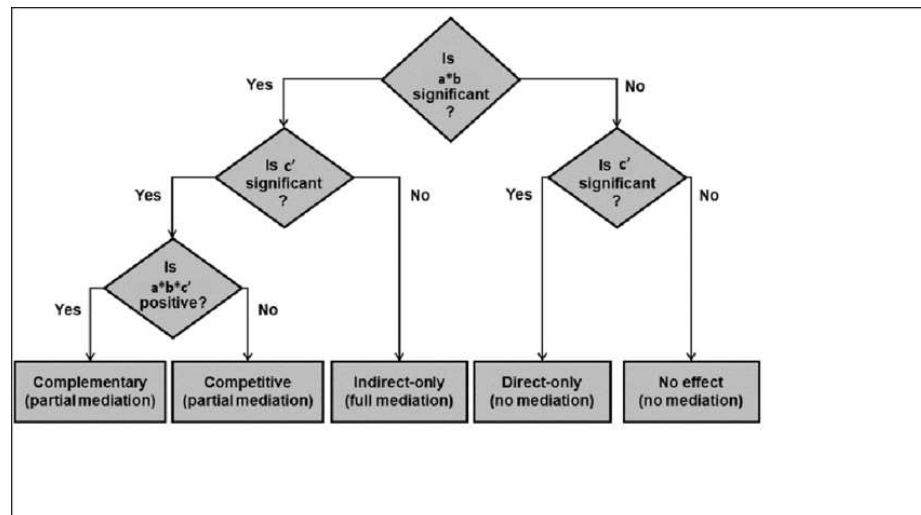 Is
a*b
significant
?
Yes
No
Is c′
significant
?
Is c′
significant
?
Yes
No
Yes
No
Is
a*b*c′
positive?
Yes
No
Complementary
(partial mediation)
Competitive
(partial mediation)
Indirect-only
(full mediation)
Direct-only
(no mediation)
No effect
(no mediation)